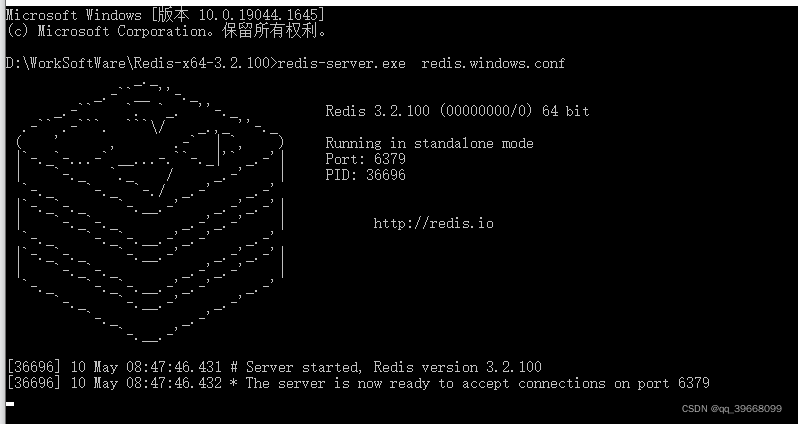 Microsoft Windows [版本 10.0.19044.1645]
(c) Microsoft Corporation。保留所有权利。
D:\WorkSoftWare\Redis-x64-3.2.100>redis-server.exe  redis.windows.conf
Redis 3.2.100 (00000000/0) 64 bit
Running in standalone mode
Port: 6379
PID: 36696
http://redis.io
[36696] 10 May 08:47:46.431 # Server started, Redis version 3.2.100
[36696] 10 May 08:47:46.432 * The server is now ready to accept connections on port 6379
CSDN @qq_39668099